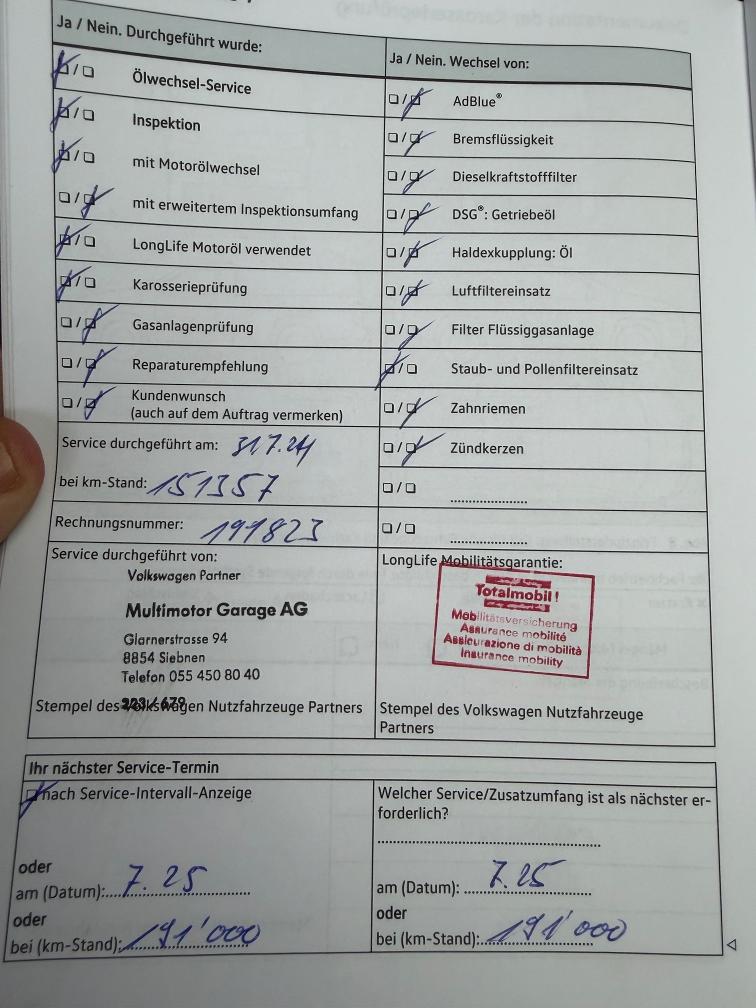 Ja / Nein. Durchgeführt wurde:
Ölwechsel-Service
Inspektion
mit Motorölwechsel
mit erweitertem Inspektionsumfang
LongLife Motoröl verwendet
Karosserieprüfung
Gasanlagenprüfung
Reparaturempfehlung
Kundenwunsch
(auch auf dem Auftrag vermerken)
Service durchgeführt am: 31.7.24
bei km-Stand: 151357
Rechnungsnummer: 191823
Ja / Nein. Wechsel von:
AdBlue®
Bremsflüssigkeit
Dieselkraftstofffilter
DSG®: Getriebeöl
Haldexkupplung: Öl
Luftfiltereinsatz
Filter Flüssiggasanlage
Staub- und Pollenfiltereinsatz
Zahnriemen
Zündkerzen
Service durchgeführt von:
Volkswagen Partner
Multimotor Garage AG
Glarnerstrasse 94
8854 Siebnen
Telefon 055 450 80 40
Stempel des Volkswagen Nutzfahrzeuge Partners
LongLife Mobilitätsgarantie:
Totalmobil!
Mobilitätsversicherung
Assurance mobilité
Assicurazione di mobilità
Insurance mobility
Stempel des Volkswagen Nutzfahrzeuge
Partners
Ihr nächster Service-Termin
nach Service-Intervall-Anzeige
oder
am (Datum): 7.25
oder
bei (km-Stand): 191'000
Welcher Service/Zusatzumfang ist als nächster er-
forderlich?
am (Datum): 7.25
oder
bei (km-Stand): 191'000